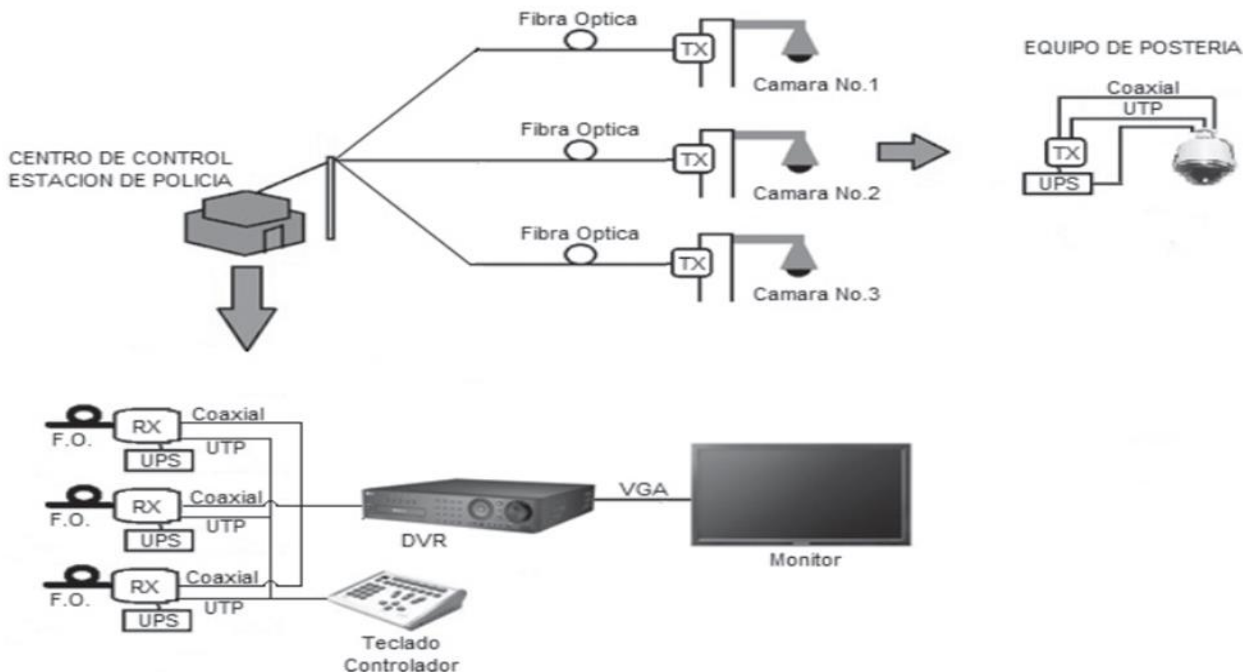 Fibra Optica
TX
Camara No.1
EQUIPO DE POSTERIA
Coaxial
UTP
TX
UPS
Fibra Optica
TX
Camara No.2
CENTRO DE CONTROL
ESTACION DE POLICIA
Fibra Optica
TX
Camara No.3
F.O.
RX
Coaxial
UTP
UPS
F.O.
RX
Coaxial
UTP
UPS
F.O.
RX
Coaxial
UTP
UPS
DVR
VGA
Monitor
Teclado
Controlador